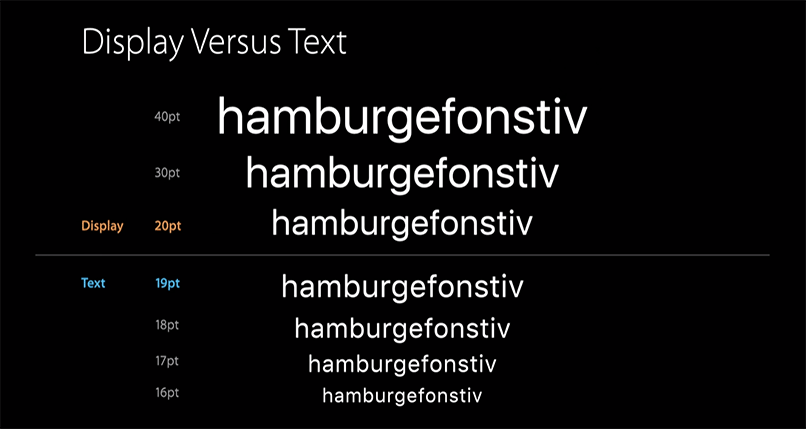 Display Versus Text
40pt hamburgefonstiv
30pt hamburgefonstiv
Display 20pt hamburgefonstiv
Text 19pt hamburgefonstiv
18pt hamburgefonstiv
17pt hamburgefonstiv
16pt hamburgefonstiv